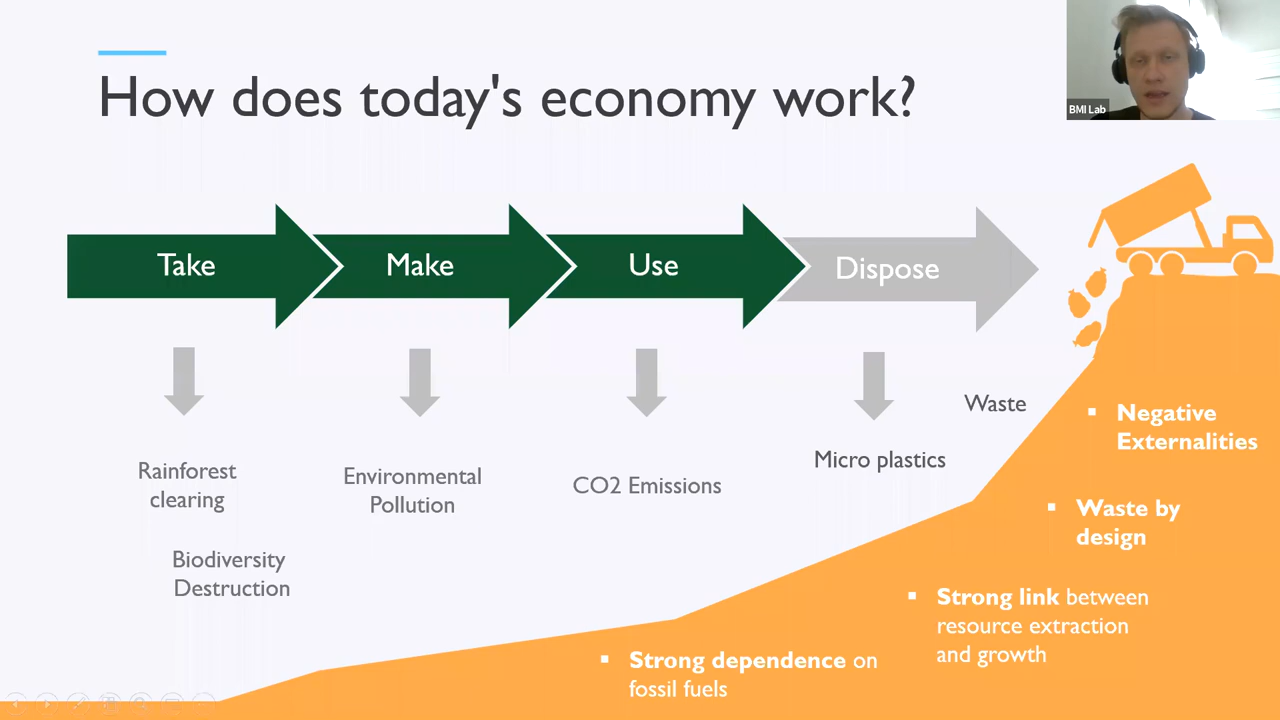 How does today's economy work?
BMI Lab
Take
Make
Use
Dispose
Rainforest
clearing
Biodiversity
Destruction
Environmental
Pollution
CO2 Emissions
Micro plastics
Waste
▪ Negative
Externalities
▪ Waste by
design
▪ Strong link between
resource extraction
and growth
▪ Strong dependence on
fossil fuels